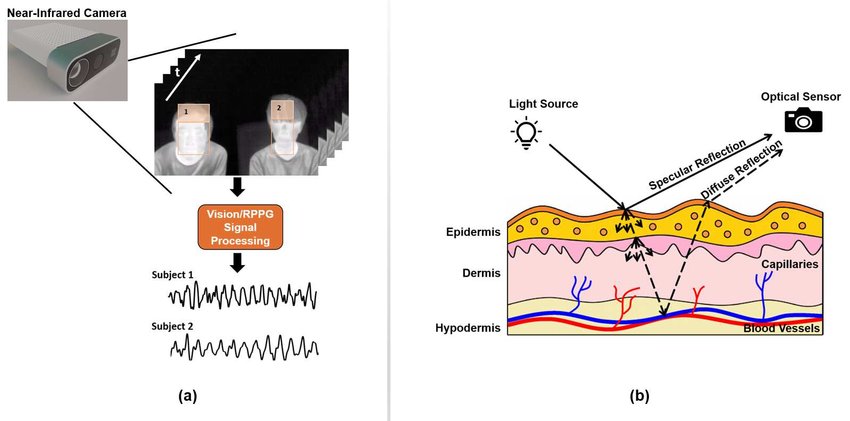 Near-Infrared Camera
t
1
2
Vision/RPPG
Signal
Processing
Subject 1
Subject 2
(a)
Light Source
Optical Sensor
Specular Reflection
Diffuse Reflection
Epidermis
Capillaries
Dermis
Hypodermis
Blood Vessels
(b)